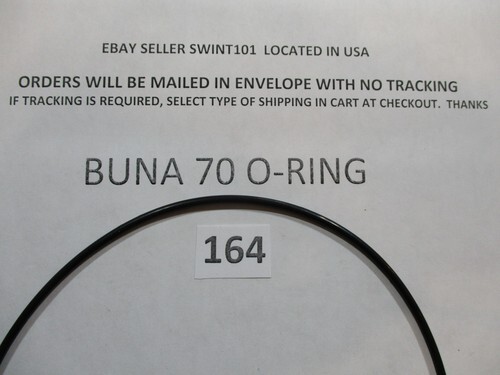 EBAY SELLER SWINT101 LOCATED IN USA
ORDERS WILL BE MAILED IN ENVELOPE WITH NO TRACKING
IF TRACKING IS REQUIRED, SELECT TYPE OF SHIPPING IN CART AT CHECKOUT. THANKS
BUNA 70 O-RING
164